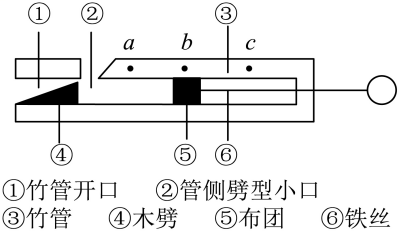 ① ② ③
a b c
④ ⑤ ⑥
①竹管开口 ②管侧劈型小口
③竹管 ④木劈 ⑤布团 ⑥铁丝